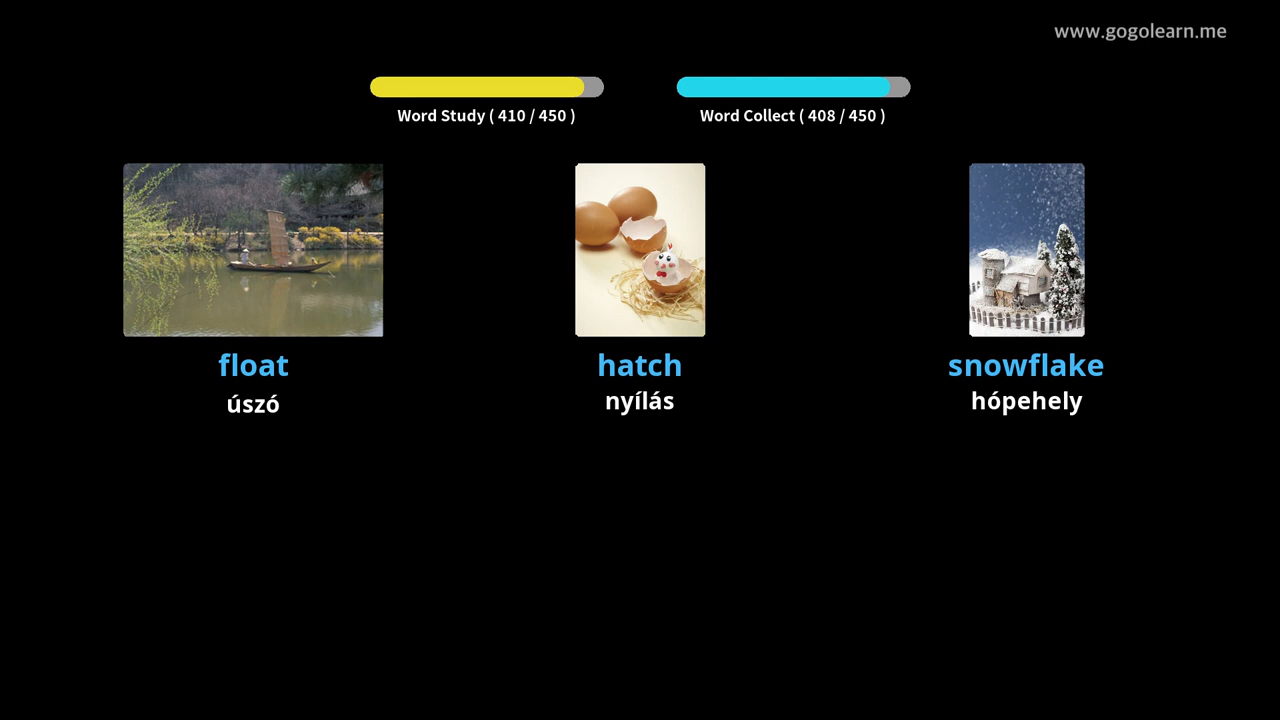 www.gogolearn.me
Word Study ( 410 / 450 )
Word Collect ( 408 / 450 )
float
úszó
hatch
nyílás
snowflake
hópehely